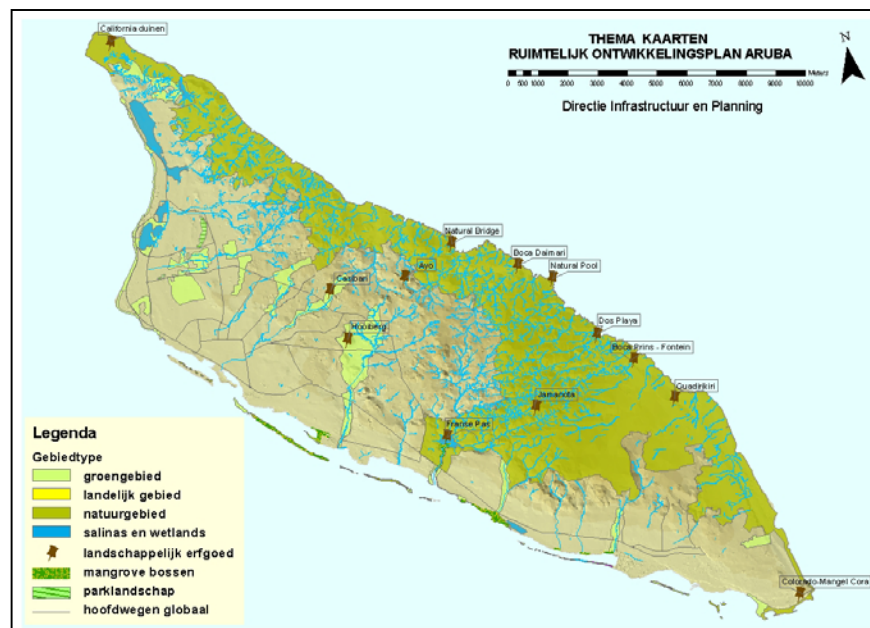 California duinen
THEMA KAARTEN
RUIMTELIJK ONTWIKKELINGSPLAN ARUBA
N
0 500 1000 2000 3000 4000 5000 6000 7000 8000 9000 10000 Meters
Directie Infrastructuur en Planning
Natural Bridge
Boca Daimari
Ayo
Natural Pool
Casibari
Dos Playa
Hooiberg
Boca Prins - Fontein
Quadirikiri
Jamanota
Franse Pas
Colorado-Mangel Cora
Legenda
Gebiedtype
groengebied
landelijk gebied
natuurgebied
salinas en wetlands
landschappelijk erfgoed
mangrove bossen
parklandschap
hoofdwegen globaal